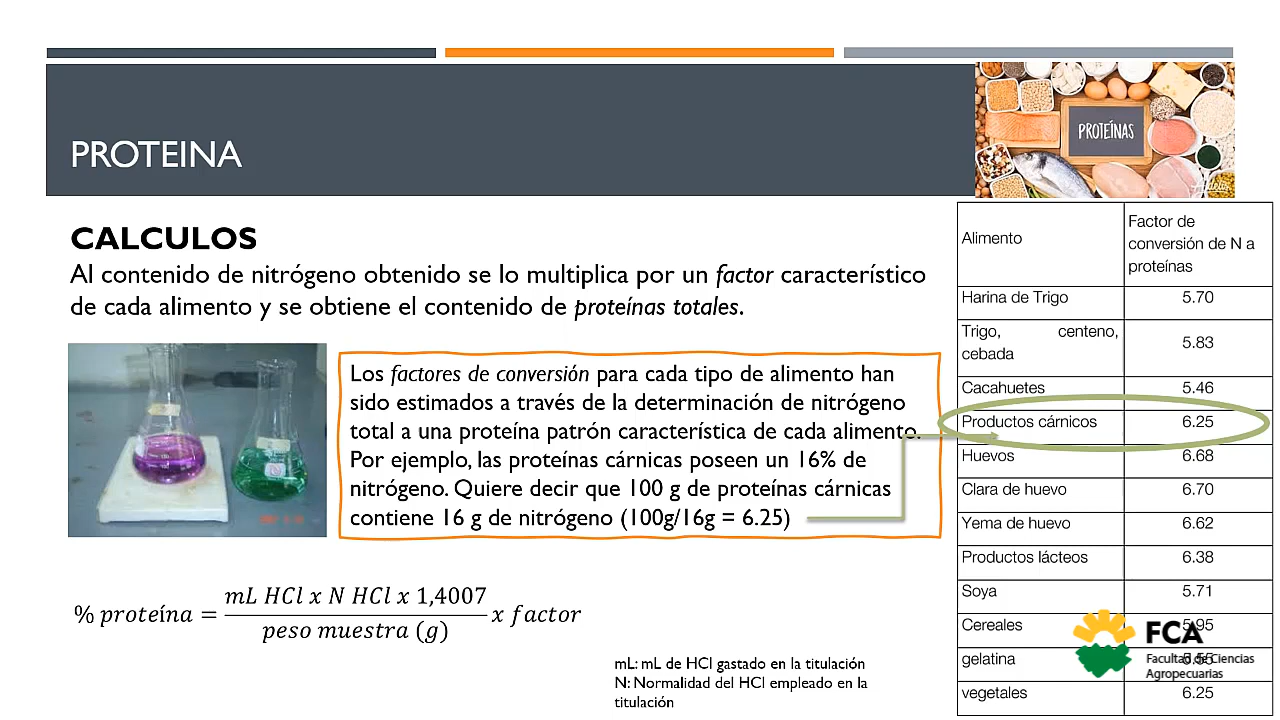 PROTEINA
PROTEÍNAS
CALCULOS
Al contenido de nitrógeno obtenido se lo multiplica por un factor característico
de cada alimento y se obtiene el contenido de proteínas totales.
Los factores de conversión para cada tipo de alimento han
sido estimados a través de la determinación de nitrógeno
total a una proteína patrón característica de cada alimento.
Por ejemplo, las proteínas cárnicas poseen un 16% de
nitrógeno. Quiere decir que 100 g de proteínas cárnicas
contiene 16 g de nitrógeno (100g/16g = 6.25)
% proteína = mL HCl x N HCl x 1,4007 / peso muestra (g) x factor
mL: mL de HCl gastado en la titulación
N: Normalidad del HCl empleado en la
titulación
Alimento
Factor de
conversión de N a
proteínas
Harina de Trigo 5.70
Trigo, centeno,
cebada 5.83
Cacahuetes 5.46
Productos cárnicos 6.25
Huevos 6.68
Clara de huevo 6.70
Yema de huevo 6.62
Productos lácteos 6.38
Soya 5.71
Cereales 5.95
gelatina 5.55
vegetales 6.25
FCA
Facultad de Ciencias
Agropecuarias